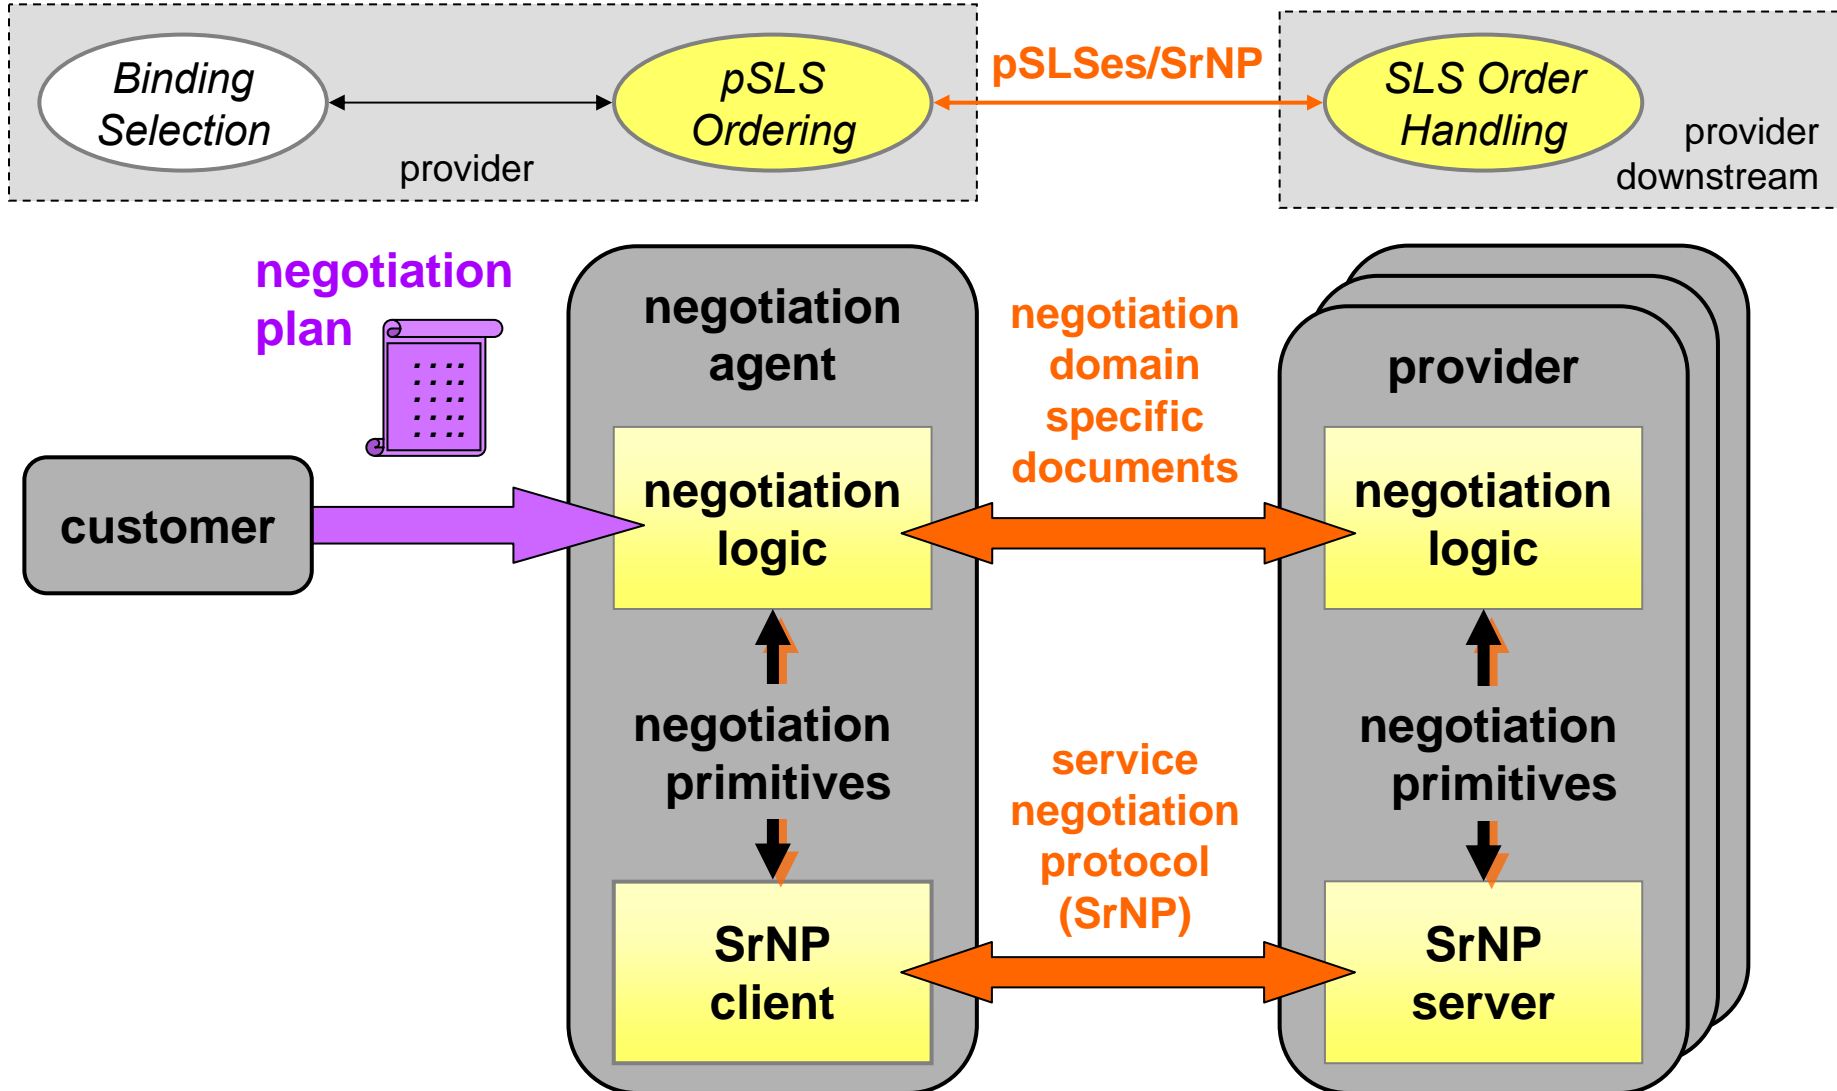 Binding
Selection
provider
pSLS
Ordering
pSLSes/SrNP
SLS Order
Handling
provider
downstream
negotiation
plan
customer
negotiation
agent
negotiation
logic
negotiation
primitives
SrNP
client
negotiation
domain
specific
documents
service
negotiation
protocol
(SrNP)
provider
negotiation
logic
negotiation
primitives
SrNP
server